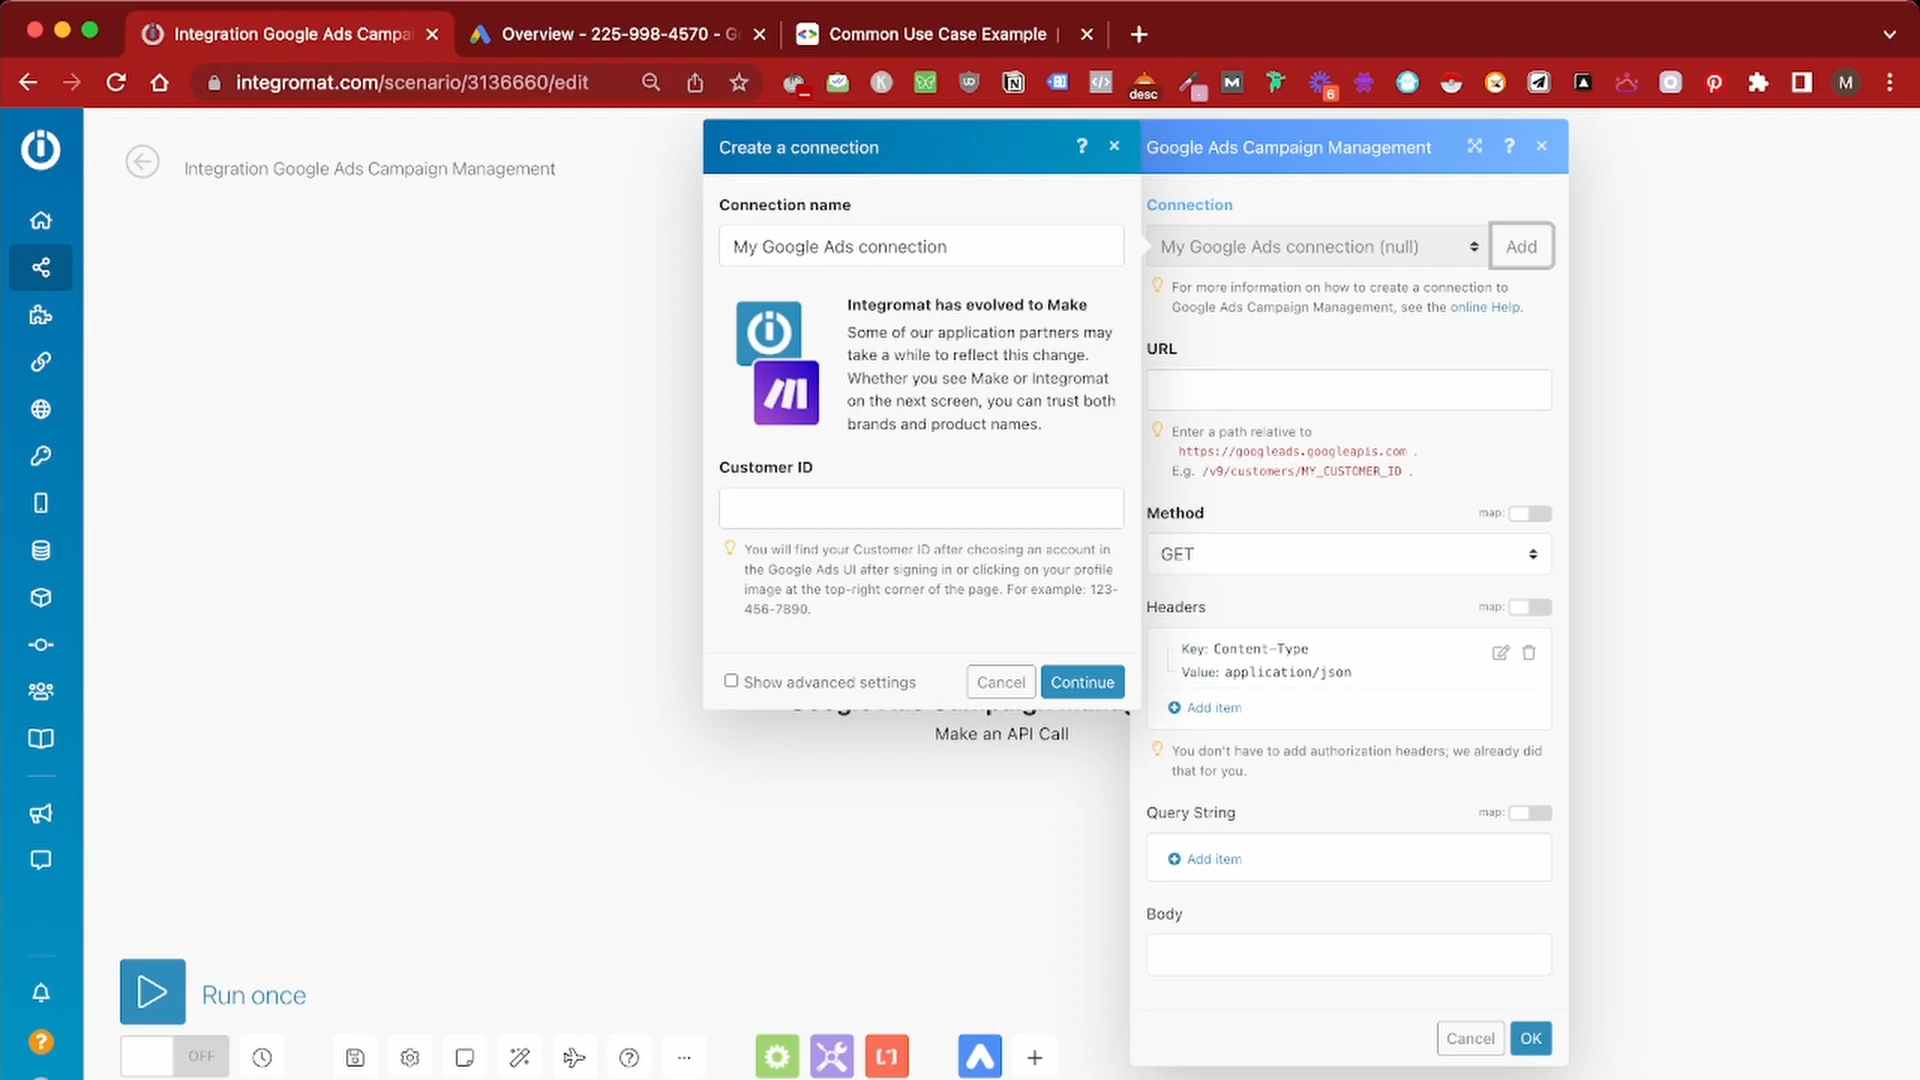 Integration Google Ads Campa
Overview - 225-998-4570 - G
Common Use Case Example
integromat.com/scenario/3136660/edit
desc
6
M
Integration Google Ads Campaign Management
Create a connection
?
Connection name
My Google Ads connection
Integromat has evolved to Make
Some of our application partners may
take a while to reflect this change.
Whether you see Make or Integromat
on the next screen, you can trust both
brands and product names.
Customer ID
You will find your Customer ID after choosing an account in
the Google Ads UI after signing in or clicking on your profile
image at the top-right corner of the page. For example: 123-
456-7890.
Show advanced settings
Cancel
Continue
Make an API Call
Google Ads Campaign Management
?
Connection
My Google Ads connection (null)
Add
For more information on how to create a connection to
Google Ads Campaign Management, see the online Help.
URL
Enter a path relative to
https://googleads.googleapis.com .
E.g. /v9/customers/MY_CUSTOMER_ID .
Method
map:
GET
Headers
map:
Key: Content-Type
Value: application/json
Add item
You don't have to add authorization headers; we already did
that for you.
Query String
map:
Add item
Body
Cancel
OK
Run once
OFF